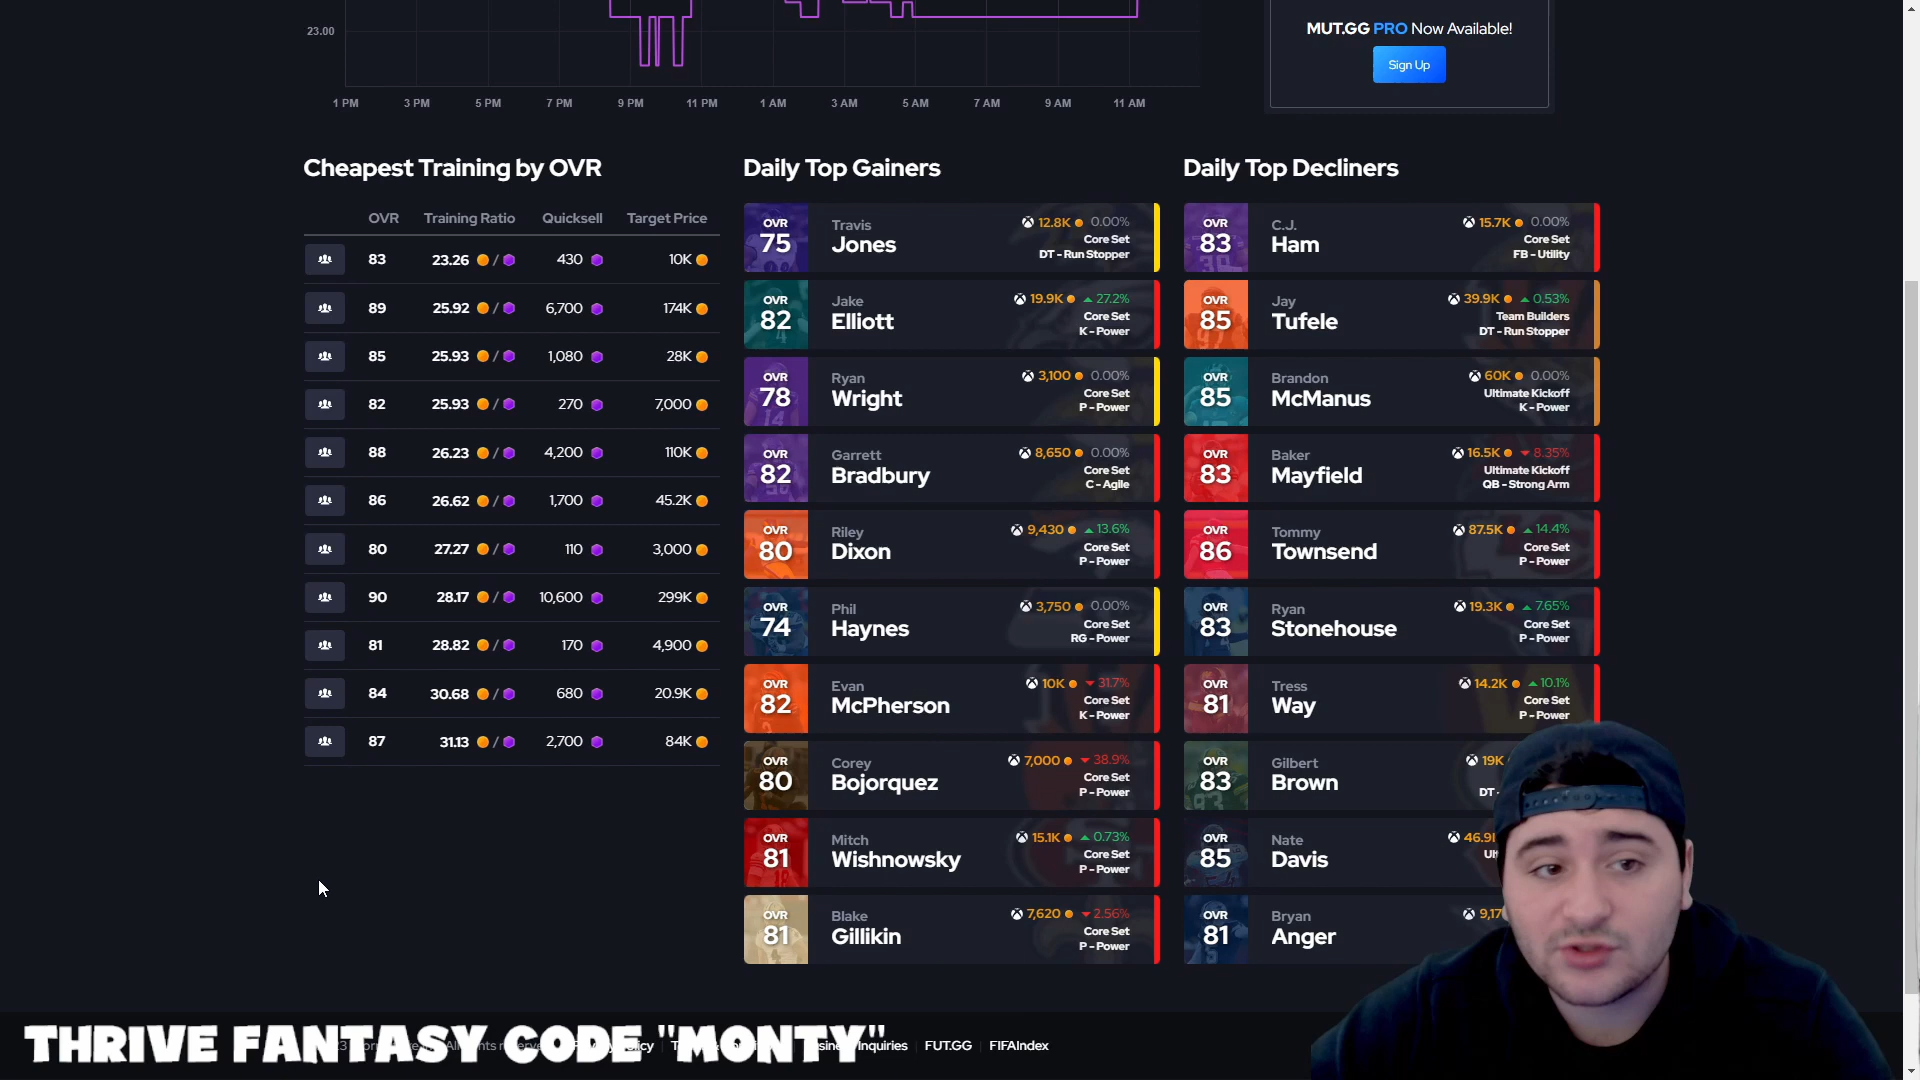 23.00
1 PM 3 PM 5 PM 7 PM 9 PM 11 PM 1 AM 3 AM 5 AM 7 AM 9 AM 11 AM
MUT.GG PRO Now Available!
Sign Up
Cheapest Training by OVR
OVR Training Ratio Quicksell Target Price
83 23.26 / 430 10K
89 25.92 / 6,700 174K
85 25.93 / 1,080 28K
82 25.93 / 270 7,000
88 26.23 / 4,200 110K
86 26.62 / 1,700 45.2K
80 27.27 / 110 3,000
90 28.17 / 10,600 299K
81 28.82 / 170 4,900
84 30.68 / 680 20.9K
87 31.13 / 2,700 84K
Daily Top Gainers
OVR
75
Travis
Jones
12.8K 0.00%
Core Set
DT - Run Stopper
OVR
82
Jake
Elliott
19.9K 27.2%
Core Set
K - Power
OVR
78
Ryan
Wright
3,100 0.00%
Core Set
P - Power
OVR
82
Garrett
Bradbury
8,650 0.00%
Core Set
C - Agile
OVR
80
Riley
Dixon
9,430 13.6%
Core Set
P - Power
OVR
74
Phil
Haynes
3,750 0.00%
Core Set
RG - Power
OVR
82
Evan
McPherson
10K 31.7%
Core Set
K - Power
OVR
80
Corey
Bojorquez
7,000 38.9%
Core Set
P - Power
OVR
81
Mitch
Wishnowsky
15.1K 0.73%
Core Set
P - Power
OVR
81
Blake
Gillikin
7,620 2.56%
Core Set
P - Power
Daily Top Decliners
OVR
83
C.J.
Ham
15.7K 0.00%
Core Set
FB - Utility
OVR
85
Jay
Tufele
39.9K 0.53%
Team Builders
DT - Run Stopper
OVR
85
Brandon
McManus
60K 0.00%
Ultimate Kickoff
K - Power
OVR
83
Baker
Mayfield
16.5K 8.35%
Ultimate Kickoff
QB - Strong Arm
OVR
86
Tommy
Townsend
87.5K 14.4%
Core Set
P - Power
OVR
83
Ryan
Stonehouse
19.3K 7.65%
Core Set
P - Power
OVR
81
Tress
Way
14.2K 10.1%
Core Set
P - Power
OVR
83
Gilbert
Brown
19K
DT -
OVR
85
Nate
Davis
OVR
81
Bryan
Anger
THRIVE FANTASY CODE "MONTY"
FUT.GG FIFAIndex